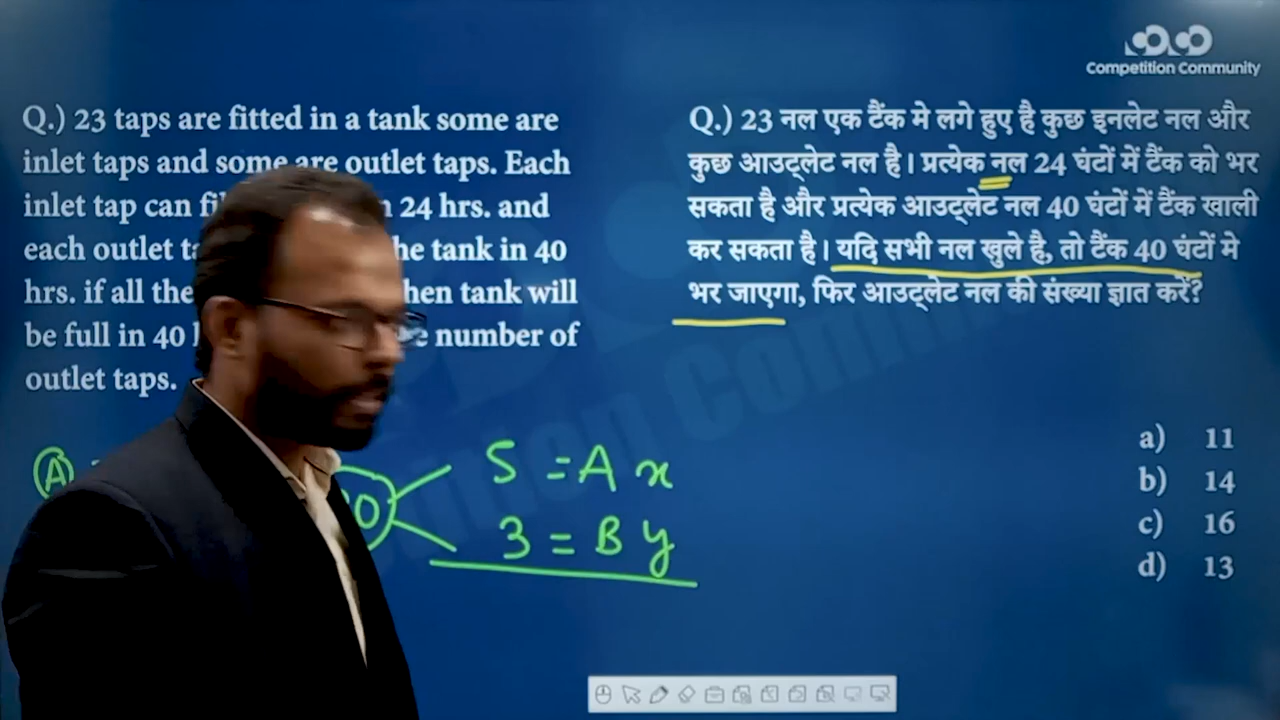 Competition Community
Q.) 23 taps are fitted in a tank some are
inlet taps and some are outlet taps. Each
inlet tap can 24 hrs. and
each outlet the tank in 40
hrs. if all the then tank will
be full in 40 number of
outlet taps.
Q.) 23 नल एक टैंक मे लगे हुए है कुछ इनलेट नल और
कुछ आउट्लेट नल है। प्रत्येक नल 24 घंटों में टैंक को भर
सकता है और प्रत्येक आउट्लेट नल 40 घंटों में टैंक खाली
कर सकता है। यदि सभी नल खुले है, तो टैंक 40 घंटों मे
भर जाएगा, फिर आउट्लेट नल की संख्या ज्ञात करें?
a) 11
b) 14
c) 16
d) 13
A
5 = A x
3 = B y